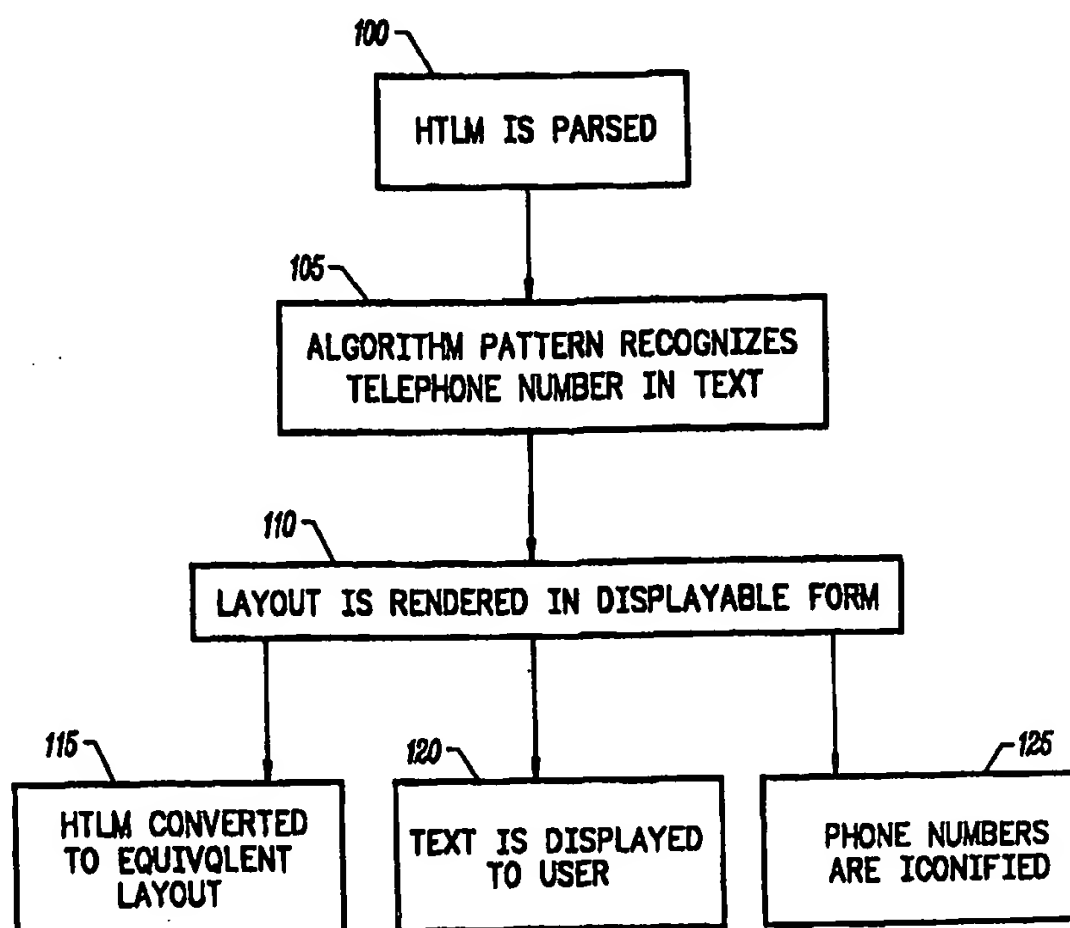 100
HTLM IS PARSED
105
ALGORITHM PATTERN RECOGNIZES
TELEPHONE NUMBER IN TEXT
110
LAYOUT IS RENDERED IN DISPLAYABLE FORM
115
HTLM CONVERTED
TO EQUIVQLENT
LAYOUT
120
TEXT IS DISPLAYED
TO USER
125
PHONE NUMBERS
ARE ICONIFIED